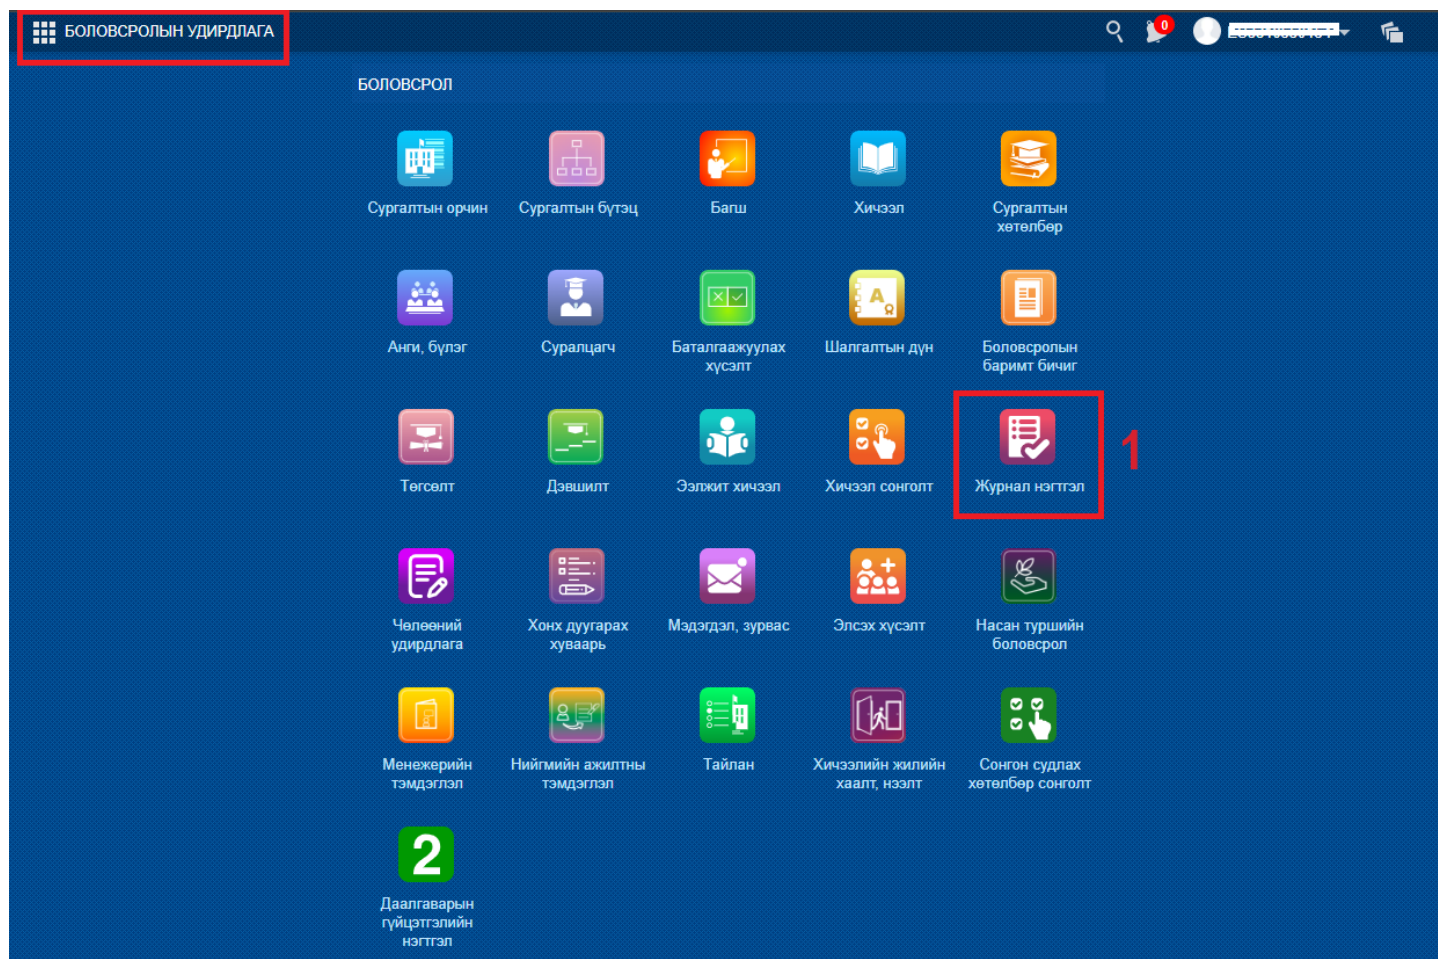 БОЛОВСРОЛЫН УДИРДЛАГА
0
БОЛОВСРОЛ
Сургалтын орчин
Сургалтын бүтэц
Багш
Хичээл
Сургалтын
хөтөлбөр
Анги, бүлэг
Суралцагч
Баталгаажуулах
хүсэлт
A
Шалгалтын дүн
Боловсролын
баримт бичиг
Төгсөлт
Дэвшилт
Ээлжит хичээл
Хичээл сонголт
Журнал нэгтгэл
1
Чөлөөний
удирдлага
Хонх дуугарах
хуваарь
Мэдэгдэл, зурвас
Элсэх хүсэлт
Насан туршийн
боловсрол
Менежерийн
тэмдэглэл
Нийгмийн ажилтны
тэмдэглэл
Тайлан
Хичээлийн жилийн
хаалт, нээлт
Сонгон судлах
хөтөлбөр сонголт
2
Даалгаварын
гүйцэтгэлийн
нэгтгэл